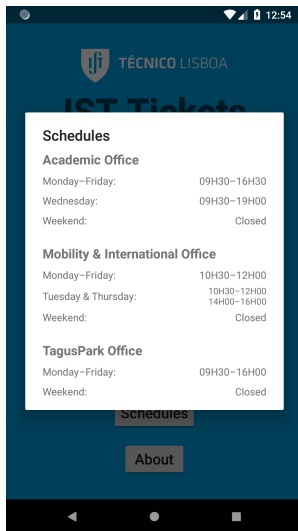 12:54
TÉCNICO LISBOA
IST Tickets
Schedules
Academic Office
Monday–Friday: 09H30–16H30
Wednesday: 09H30–19H00
Weekend: Closed
Mobility & International Office
Monday–Friday: 10H30–12H00
Tuesday & Thursday: 10H30–12H00
14H00–16H00
Weekend: Closed
TagusPark Office
Monday–Friday: 09H30–16H00
Weekend: Closed
Schedules
About